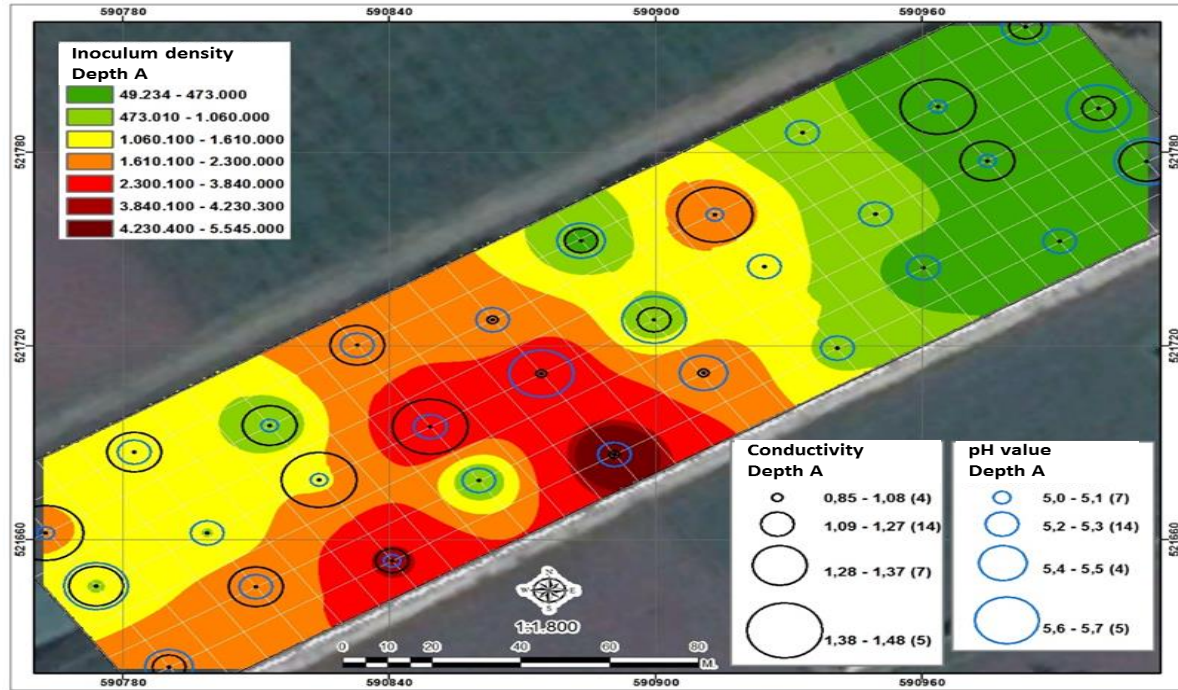 590780 590840 590900 590960
Inoculum density
Depth A
49.234 - 473.000
473.010 - 1.060.000
1.060.100 - 1.610.000
1.610.100 - 2.300.000
2.300.100 - 3.840.000
3.840.100 - 4.230.300
4.230.400 - 5.545.000
521780 521780
521720 521720
521660 521660
Conductivity
Depth A
0,85 - 1,08 (4)
1,09 - 1,27 (14)
1,28 - 1,37 (7)
1,38 - 1,48 (5)
pH value
Depth A
5,0 - 5,1 (7)
5,2 - 5,3 (14)
5,4 - 5,5 (4)
5,6 - 5,7 (5)
N
W E
S
1:1.800
0 10 20 40 60 80
M.
590780 590840 590900 590960